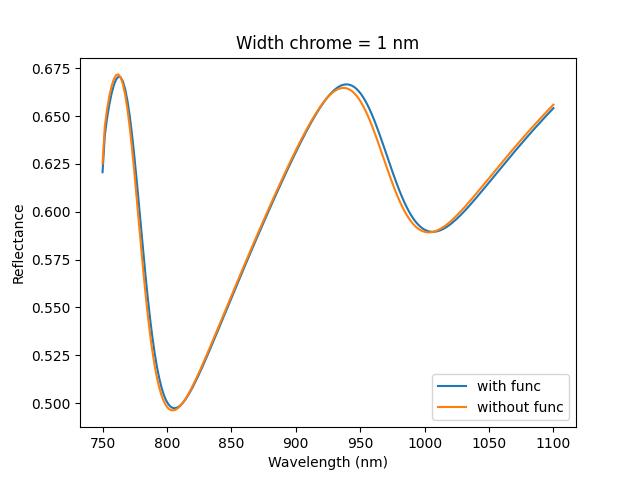 Width chrome = 1 nm
0.675
0.650
0.625
0.600
0.575
0.550
0.525
0.500
Reflectance
750 800 850 900 950 1000 1050 1100
Wavelength (nm)
with func
without func